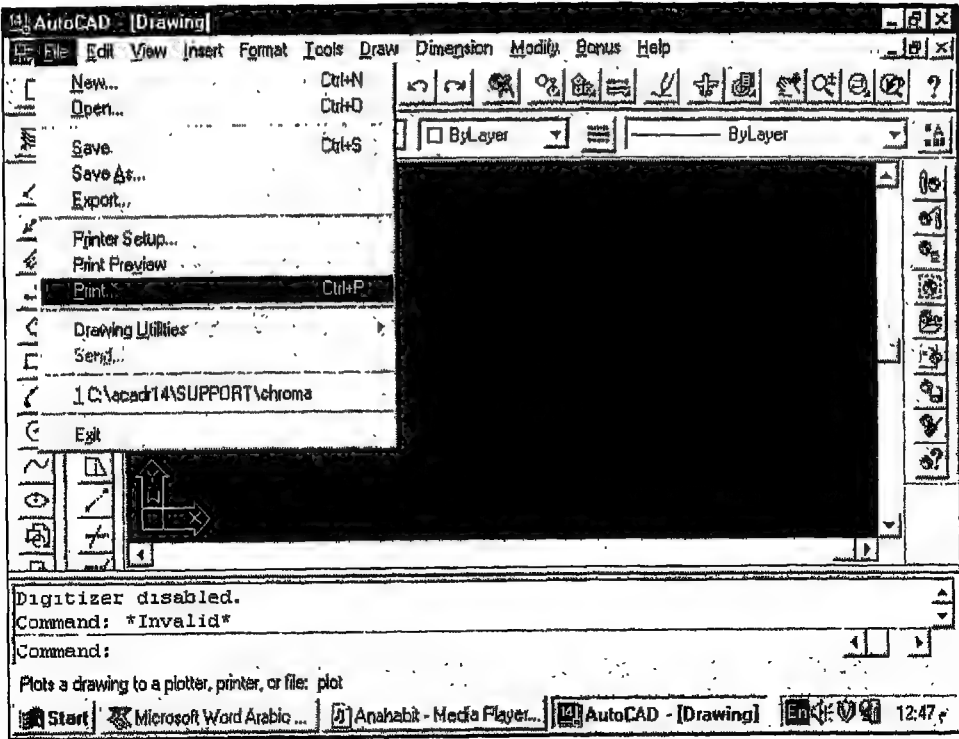 AutoCAD - [Drawing]
File Edit View Insert Format Tools Draw Dimension Modify Bonus Help
New... Ctrl+N
Open... Ctrl+O
Save Ctrl+S
Save As...
Export...
Printer Setup...
Print Preview
Print... Ctrl+P
Drawing Utilities
Send...
1 C:\acadr14\SUPPORT\chroma
Exit
ByLayer ByLayer
Digitizer disabled.
Command: *Invalid*
Command:
Plots a drawing to a plotter, printer, or file: plot
Start Microsoft Word Arabic ... Anahabit - Media Player... AutoCAD - [Drawing] En 12:47 م